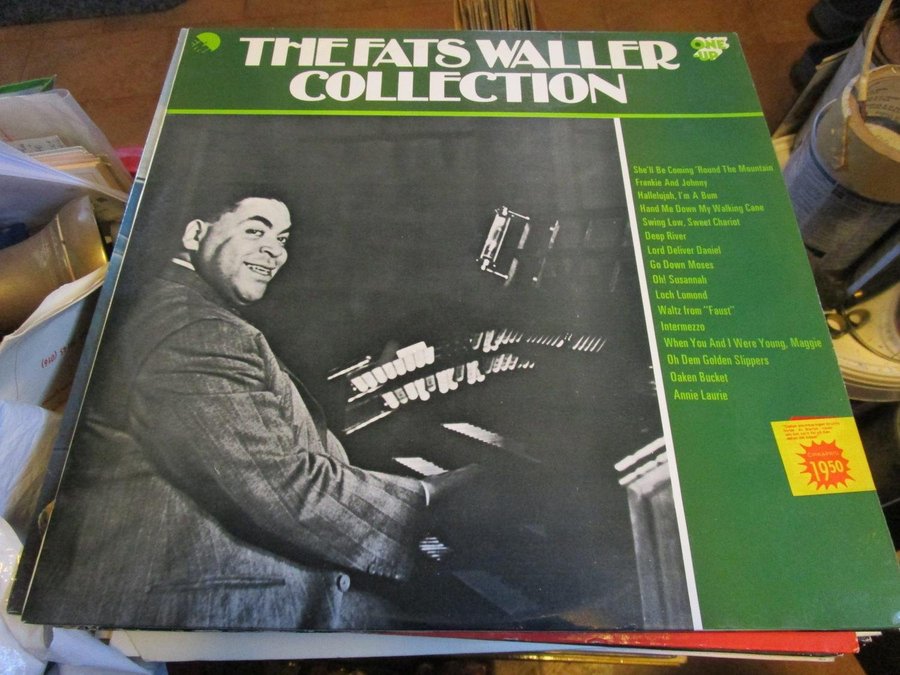 THE FATS WALLER
COLLECTION
ONE
UP
She'll Be Coming 'Round The Mountain
Frankie And Johnny
Hallelujah, I'm A Bum
Hand Me Down My Walking Cane
Swing Low, Sweet Chariot
Deep River
Lord Deliver Daniel
Go Down Moses
Oh! Susannah
Loch Lomond
Waltz from "Faust"
Intermezzo
When You And I Were Young, Maggie
Oh Dem Golden Slippers
Oaken Bucket
Annie Laurie
19.50